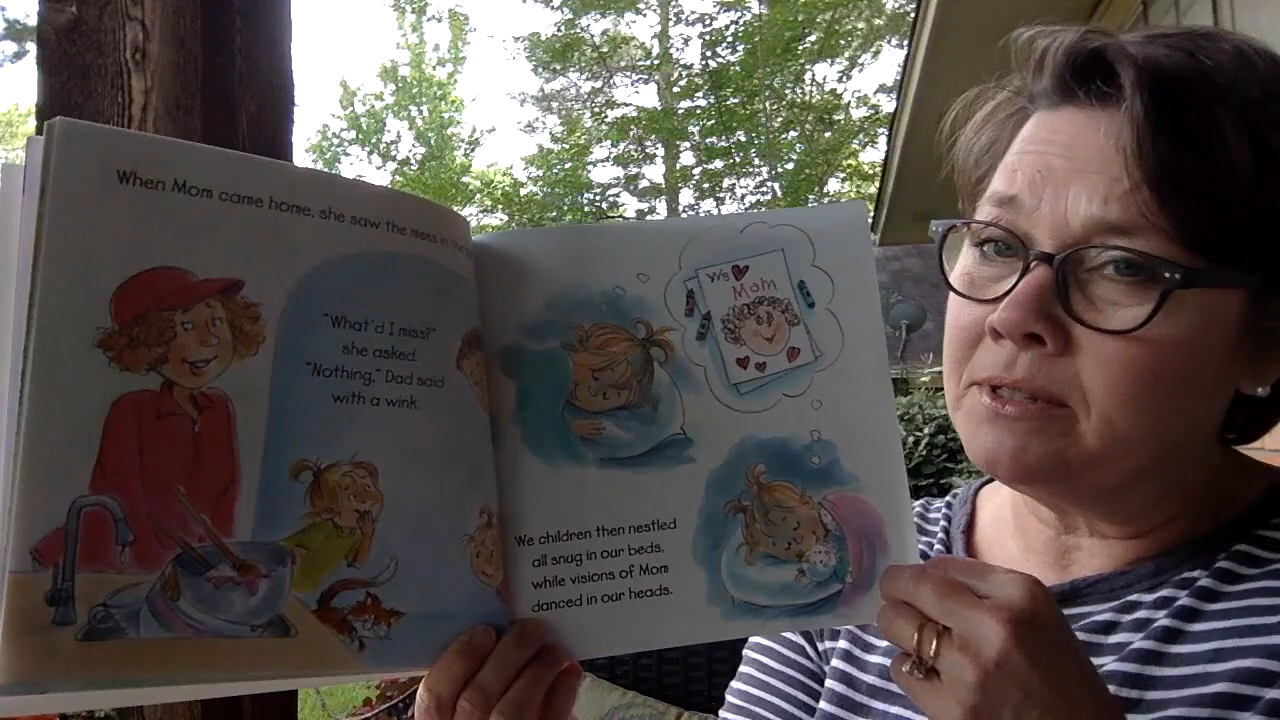 When Mom came home, she saw the mess in the
"What'd I miss?"
she asked.
"Nothing," Dad said
with a wink.
We
Mom
We children then nestled
all snug in our beds,
while visions of Mom
danced in our heads.